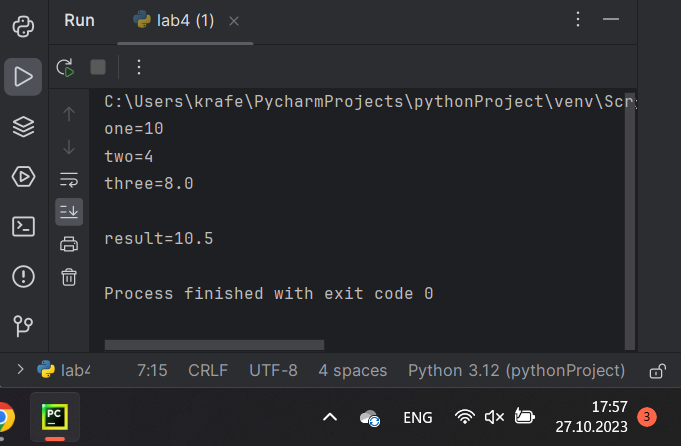 Run
lab4 (1)
C:\Users\krafe\PycharmProjects\pythonProject\venv\Scr
one=10
two=4
three=8.0
result=10.5
Process finished with exit code 0
lab4
7:15 CRLF UTF-8 4 spaces Python 3.12 (pythonProject)
PC
ENG
17:57
27.10.2023
3